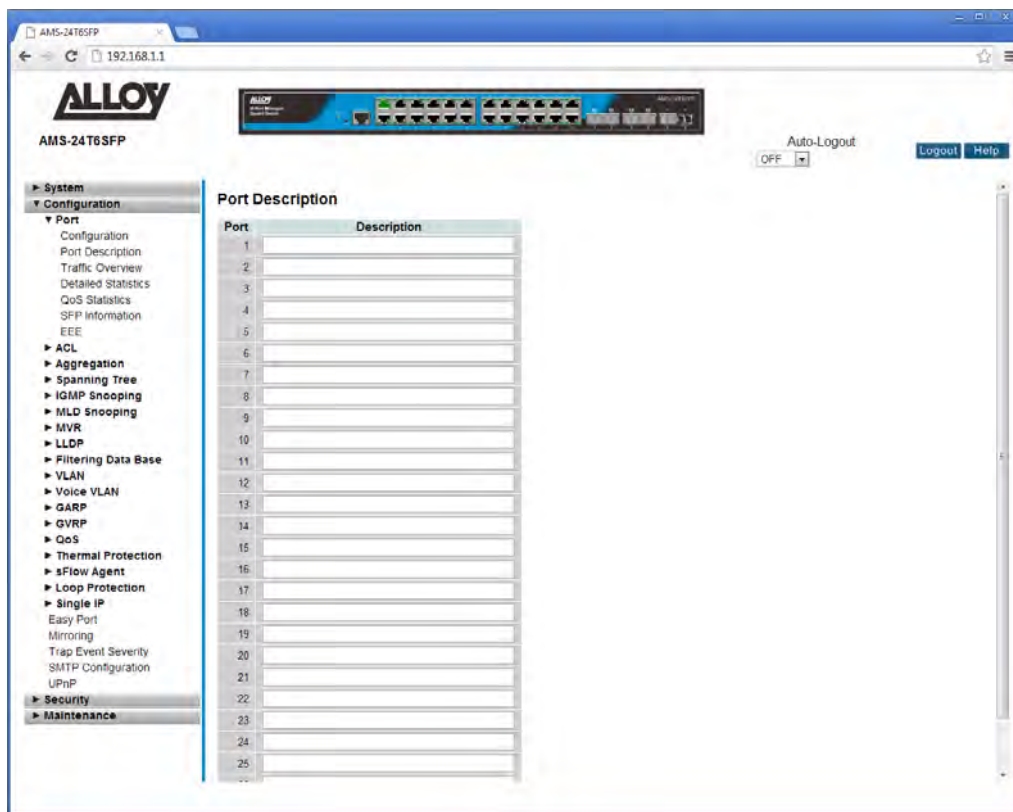 AMS-24T6SFP
192.168.1.1
ALLOY
AMS-24T6SFP
ALLOY
Auto-Logout
OFF
Logout
Help
System
Configuration
Port
Configuration
Port Description
Traffic Overview
Detailed Statistics
QoS Statistics
SFP Information
EEE
ACL
Aggregation
Spanning Tree
IGMP Snooping
MLD Snooping
MVR
LLDP
Filtering Data Base
VLAN
Voice VLAN
GARP
GVRP
QoS
Thermal Protection
sFlow Agent
Loop Protection
Single IP
Easy Port
Mirroring
Trap Event Severity
SMTP Configuration
UPnP
Security
Maintenance
Port Description
Port Description
1
2
3
4
5
6
7
8
9
10
11
12
13
14
15
16
17
18
19
20
21
22
23
24
25